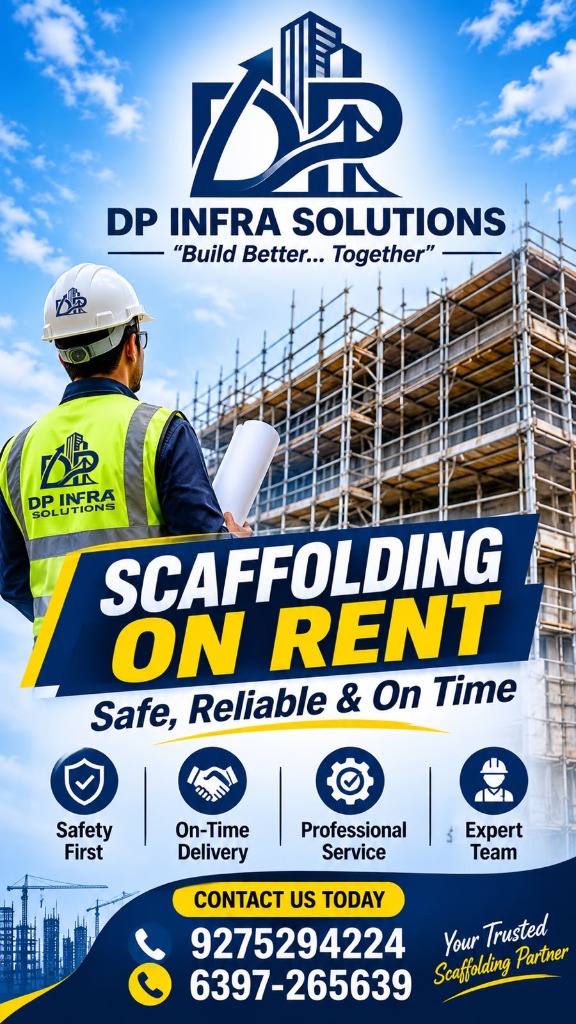 DP INFRA SOLUTIONS
“Build Better... Together”
DP INFRA
SOLUTIONS
SCAFFOLDING
ON RENT
Safe, Reliable & On Time
Safety
First
On-Time
Delivery
Professional
Service
Expert
Team
CONTACT US TODAY
9275294224
6397-265639
Your Trusted
Scaffolding Partner